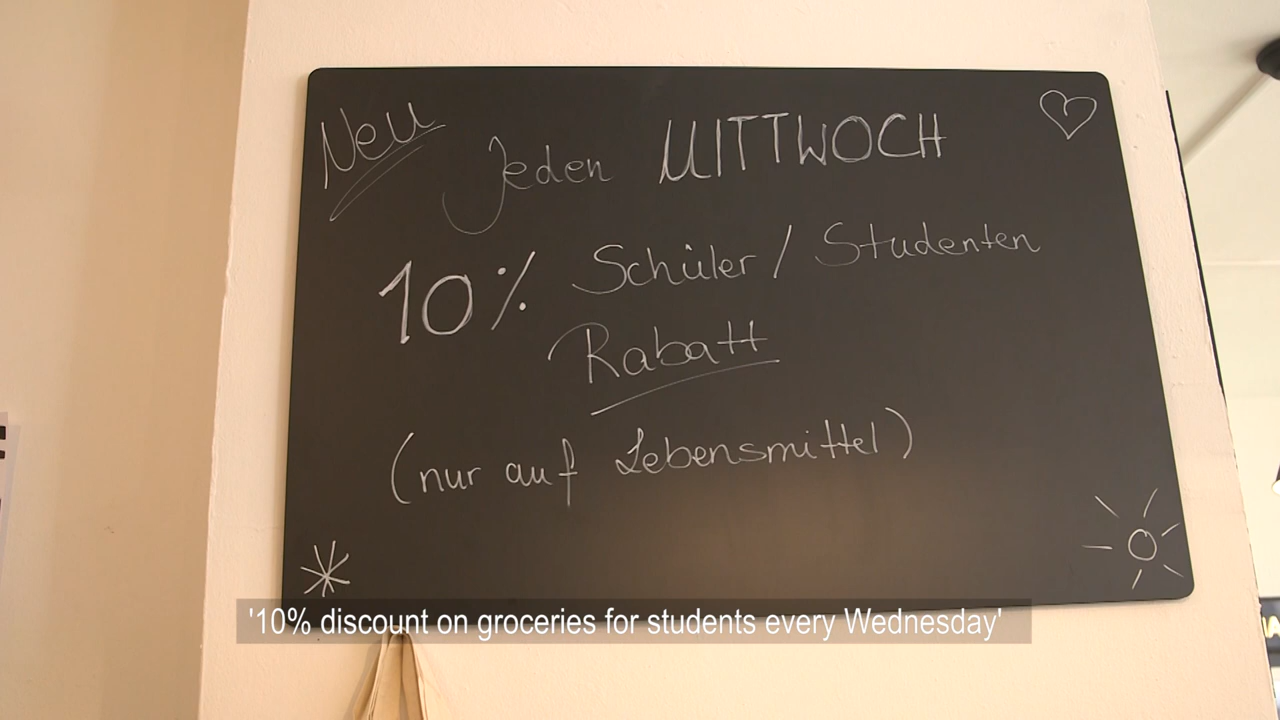 Neu
Jeden MITTWOCH
10% Schüler / Studenten
Rabatt
(nur auf Lebensmittel)
'10% discount on groceries for students every Wednesday'